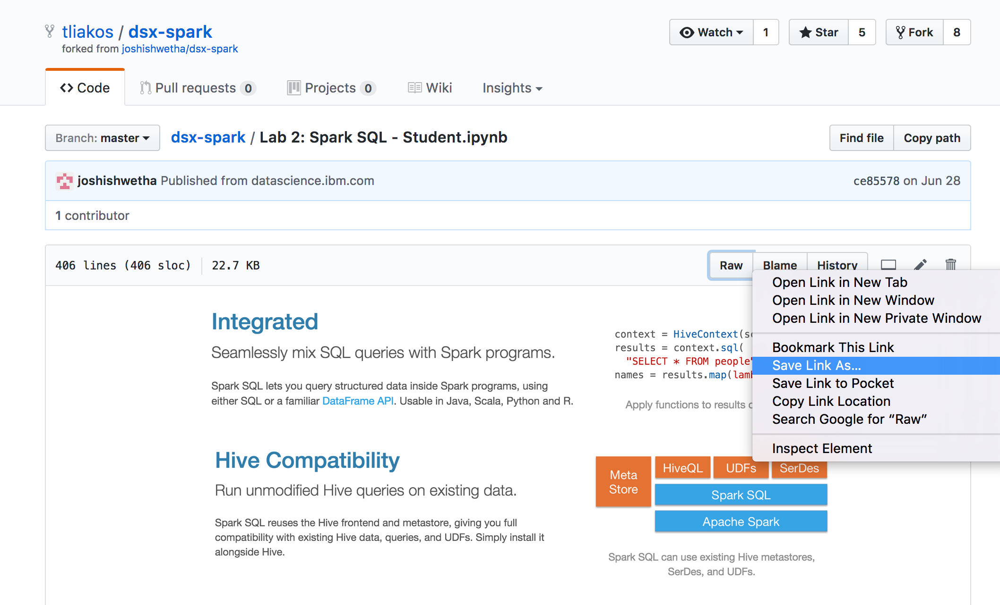 tliakos / dsx-spark
forked from joshishwetha/dsx-spark
Watch 1
Star 5
Fork 8
Code
Pull requests 0
Projects 0
Wiki
Insights
Branch: master
dsx-spark / Lab 2: Spark SQL - Student.ipynb
Find file
Copy path
joshishwetha Published from datascience.ibm.com
ce85578 on Jun 28
1 contributor
406 lines (406 sloc)
22.7 KB
Raw
Blame
History
Open Link in New Tab
Open Link in New Window
Open Link in New Private Window
Bookmark This Link
Save Link As...
Save Link to Pocket
Copy Link Location
Search Google for “Raw”
Inspect Element
Integrated
Seamlessly mix SQL queries with Spark programs.
Spark SQL lets you query structured data inside Spark programs, using
either SQL or a familiar DataFrame API. Usable in Java, Scala, Python and R.
context = HiveContext(
results = context.sql(
"SELECT * FROM people"
names = results.map(
Apply functions to results
Hive Compatibility
Run unmodified Hive queries on existing data.
Spark SQL reuses the Hive frontend and metastore, giving you full
compatibility with existing Hive data, queries, and UDFs. Simply install it
alongside Hive.
Meta
Store
HiveQL
UDFs
SerDes
Spark SQL
Apache Spark
Spark SQL can use existing Hive metastores,
SerDes, and UDFs.